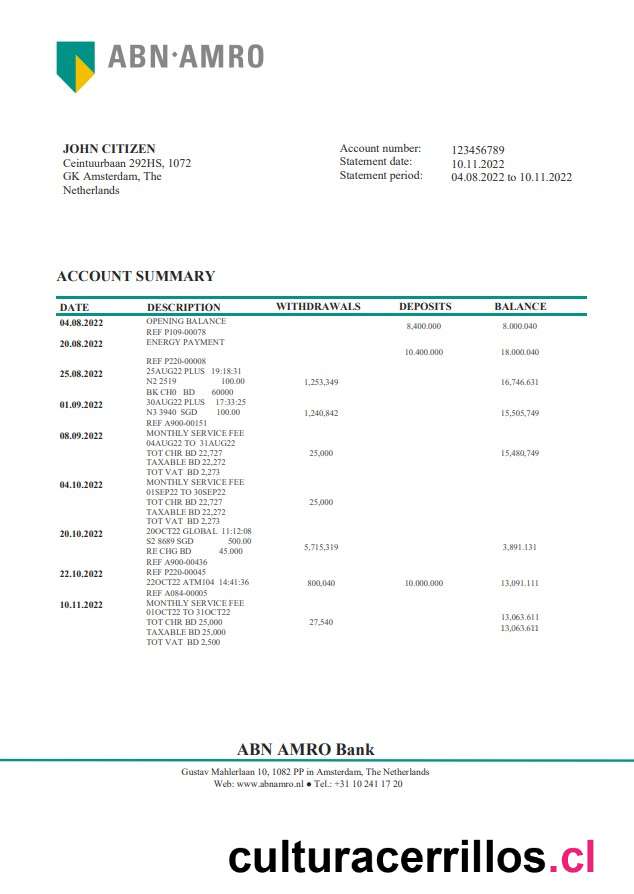 ABN·AMRO
JOHN CITIZEN
Ceintuurbaan 292HS, 1072
GK Amsterdam, The
Netherlands
Account number: 123456789
Statement date: 10.11.2022
Statement period: 04.08.2022 to 10.11.2022
ACCOUNT SUMMARY
DATE DESCRIPTION WITHDRAWALS DEPOSITS BALANCE
04.08.2022 OPENING BALANCE 8,400.000 8.000.040
REF P109-00078
20.08.2022 ENERGY PAYMENT 10.400.000 18.000.040
REF P220-00008
25.08.2022 25AUG22 PLUS 19:18:31
N2 2519 100.00 1,253,349 16,746.631
BK CH0 BD 60000
01.09.2022 30AUG22 PLUS 17:33:25
N3 3940 SGD 100.00 1,240,842 15,505,749
REF A900-00151
08.09.2022 MONTHLY SERVICE FEE
04AUG22 TO 31AUG22
TOT CHR BD 22,727 25,000 15,480,749
TAXABLE BD 22,272
TOT VAT BD 2,273
04.10.2022 MONTHLY SERVICE FEE
01SEP22 TO 30SEP22
TOT CHR BD 22,727 25,000
TAXABLE BD 22,272
TOT VAT BD 2,273
20.10.2022 20OCT22 GLOBAL 11:12:08
S2 8689 SGD 500.00
RE CHG BD 45.000 5,715,319 3,891.131
REF A900-00436
22.10.2022 REF P220-00045
22OCT22 ATM104 14:41:36 800,040 10,000.000 13,091,111
REF A084-00005
10.11.2022 MONTHLY SERVICE FEE
01OCT22 TO 31OCT22 13,063.611
TOT CHR BD 25,000 27,540
TAXABLE BD 25,000 13,063.611
TOT VAT BD 2,500
ABN AMRO Bank
Gustav Mahlerlaan 10, 1082 PP in Amsterdam, The Netherlands
Web: www.abnamro.nl ● Tel.: +31 10 241 17 20
culturacerrillos.cl